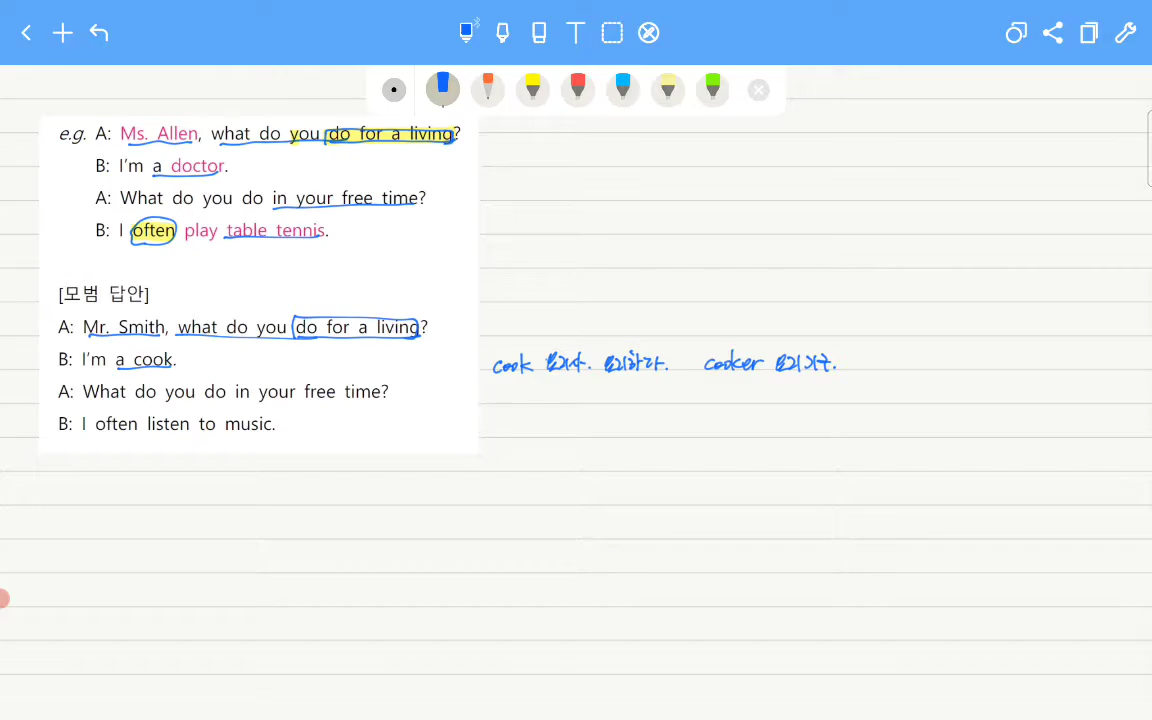 e.g. A: Ms. Allen, what do you do for a living?
B: I'm a doctor.
A: What do you do in your free time?
B: I often play table tennis.
[모범 답안]
A: Mr. Smith, what do you do for a living?
B: I'm a cook.
cook 요리사. 요리하다. cooker 요리기구.
A: What do you do in your free time?
B: I often listen to music.